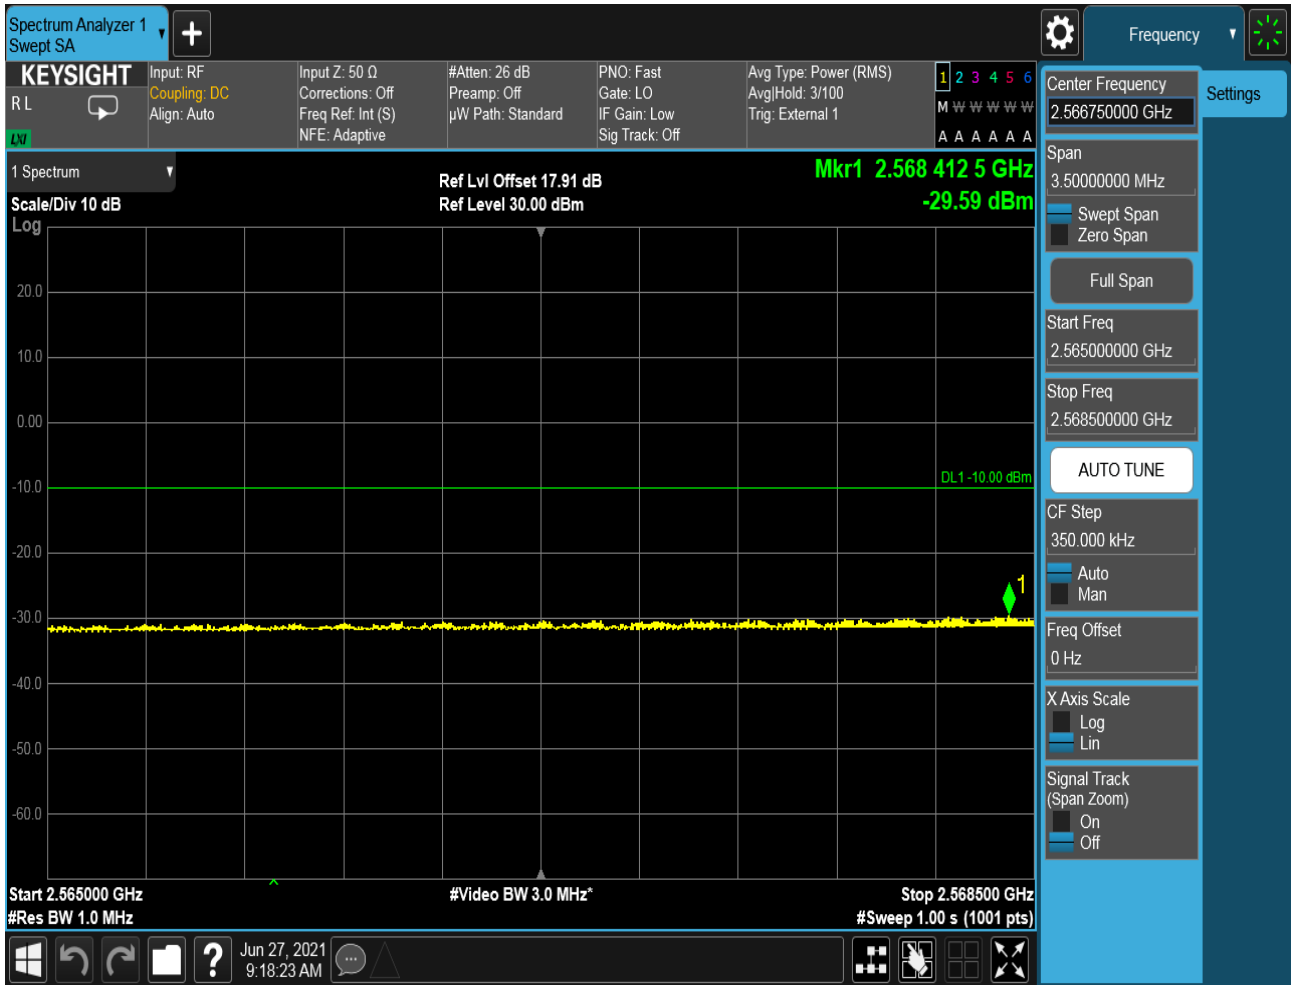 Spectrum Analyzer 1
Swept SA
Frequency
KEYSIGHT
R L
LXI
Input: RF
Coupling: DC
Align: Auto
Input Z: 50 Ω
Corrections: Off
Freq Ref: Int (S)
NFE: Adaptive
#Atten: 26 dB
Preamp: Off
µW Path: Standard
PNO: Fast
Gate: LO
IF Gain: Low
Sig Track: Off
Avg Type: Power (RMS)
Avg|Hold: 3/100
Trig: External 1
1 2 3 4 5 6
M W W W W W
A A A A A A
1 Spectrum
Scale/Div 10 dB
Log
Ref Lvl Offset 17.91 dB
Ref Level 30.00 dBm
Mkr1 2.568 412 5 GHz
-29.59 dBm
20.0
10.0
0.00
-10.0
DL1 -10.00 dBm
-20.0
1
-30.0
-40.0
-50.0
-60.0
Start 2.565000 GHz
#Video BW 3.0 MHz*
Stop 2.568500 GHz
#Res BW 1.0 MHz
#Sweep 1.00 s (1001 pts)
Jun 27, 2021
9:18:23 AM
Center Frequency
2.566750000 GHz
Settings
Span
3.50000000 MHz
Swept Span
Zero Span
Full Span
Start Freq
2.565000000 GHz
Stop Freq
2.568500000 GHz
AUTO TUNE
CF Step
350.000 kHz
Auto
Man
Freq Offset
0 Hz
X Axis Scale
Log
Lin
Signal Track
(Span Zoom)
On
Off